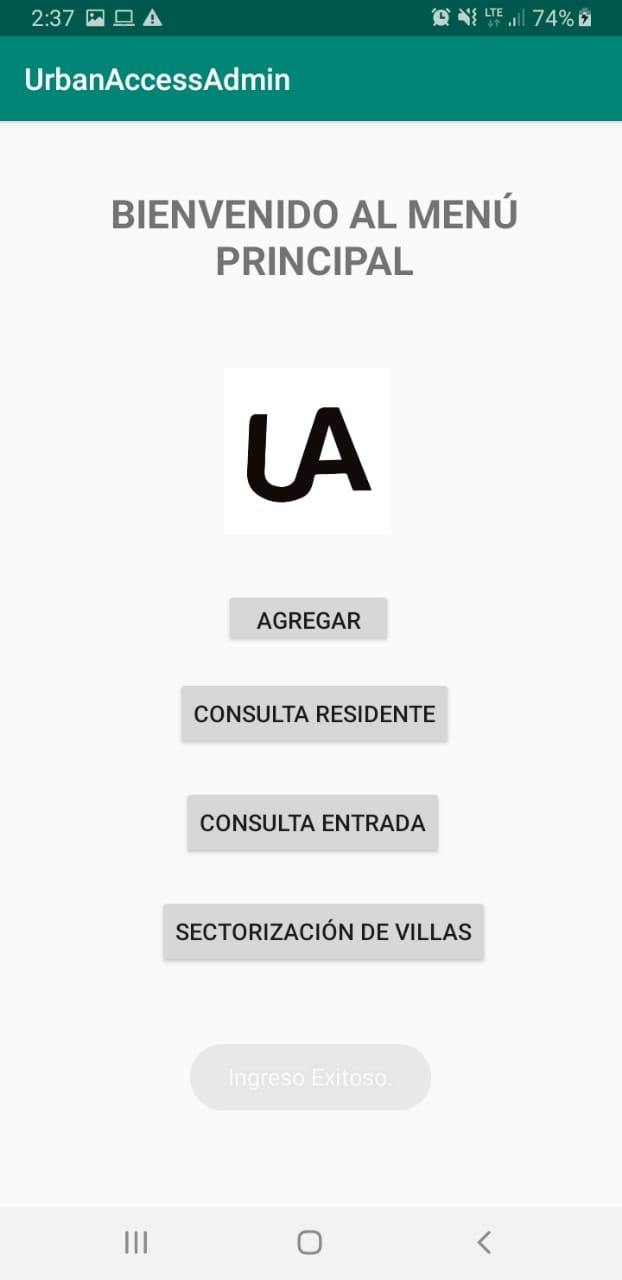 2:37 LTE 74%
UrbanAccessAdmin
BIENVENIDO AL MENÚ
PRINCIPAL
UA
AGREGAR
CONSULTA RESIDENTE
CONSULTA ENTRADA
SECTORIZACIÓN DE VILLAS
Ingreso Exitoso.